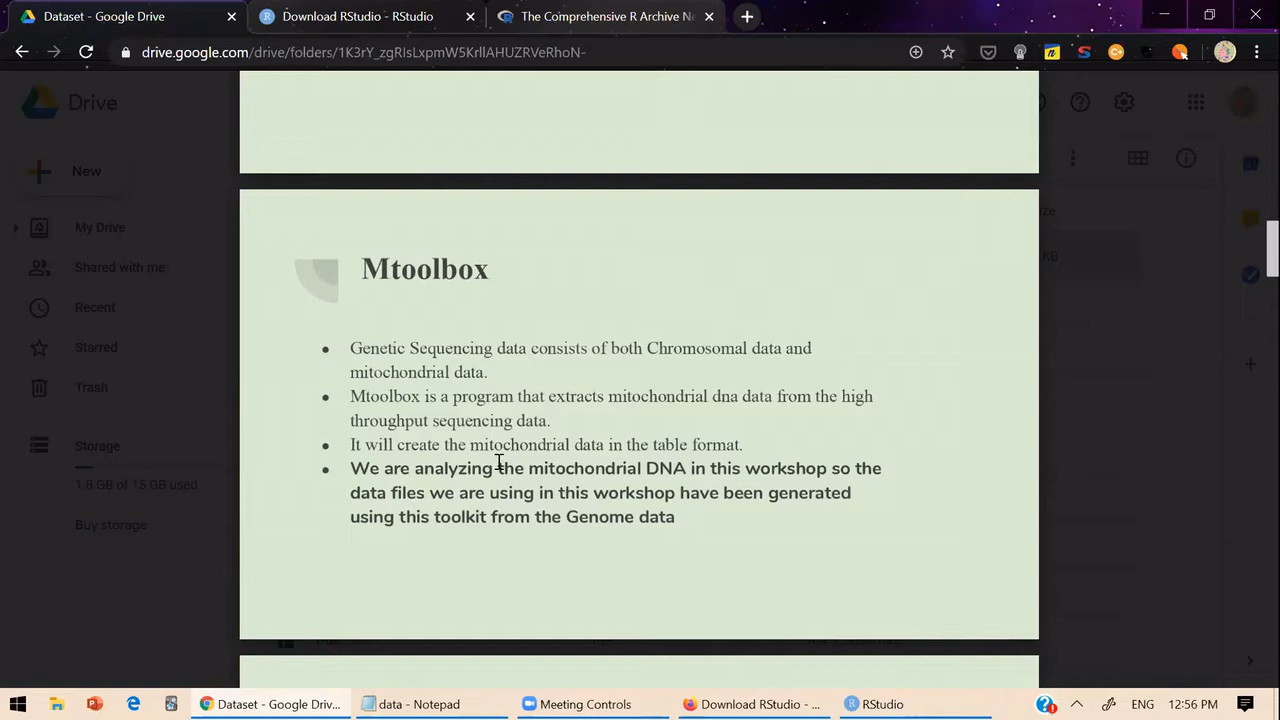 Dataset - Google Drive
Download RStudio - RStudio
The Comprehensive R Archive Ne
drive.google.com/drive/folders/1K3rY_zgRIsLxpmW5KrllAHUZRVeRhoN-
Drive
New
My Drive
Shared with me
Recent
Starred
Trash
Storage
1.8 GB of 15 GB used
Buy storage
Mtoolbox
● Genetic Sequencing data consists of both Chromosomal data and
mitochondrial data.
● Mtoolbox is a program that extracts mitochondrial dna data from the high
throughput sequencing data.
● It will create the mitochondrial data in the table format.
● We are analyzing the mitochondrial DNA in this workshop so the
data files we are using in this workshop have been generated
using this toolkit from the Genome data
Dataset - Google Driv...
data - Notepad
Meeting Controls
Download RStudio - ...
RStudio
ENG
12:56 PM